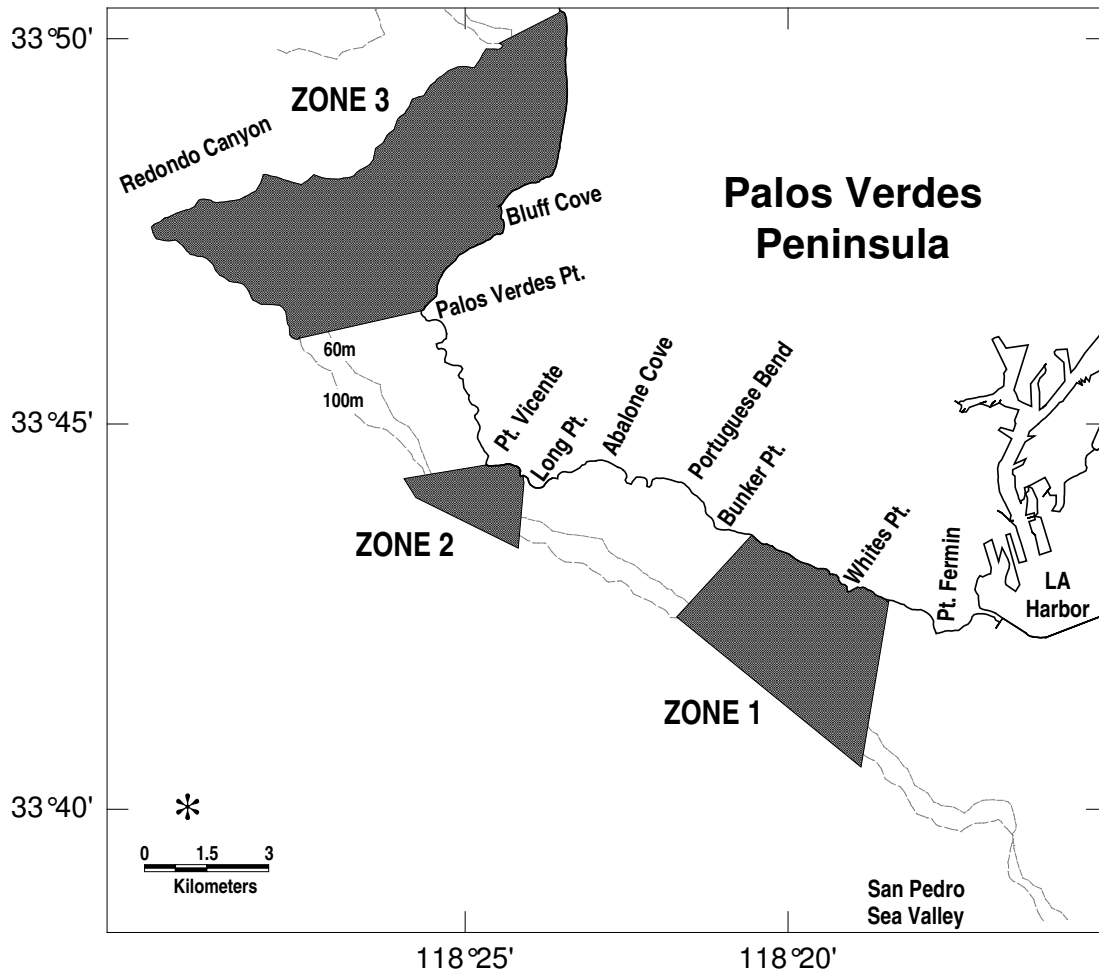 33°50'
ZONE 3
Redondo Canyon
Palos Verdes
Peninsula
Bluff Cove
Palos Verdes Pt.
60m
100m
33°45'
Pt. Vicente
Long Pt.
Abalone Cove
Portuguese Bend
Bunker Pt.
Whites Pt.
Pt. Fermin
LA
Harbor
ZONE 2
ZONE 1
33°40'
*
0 1.5 3
Kilometers
San Pedro
Sea Valley
118°25'
118°20'